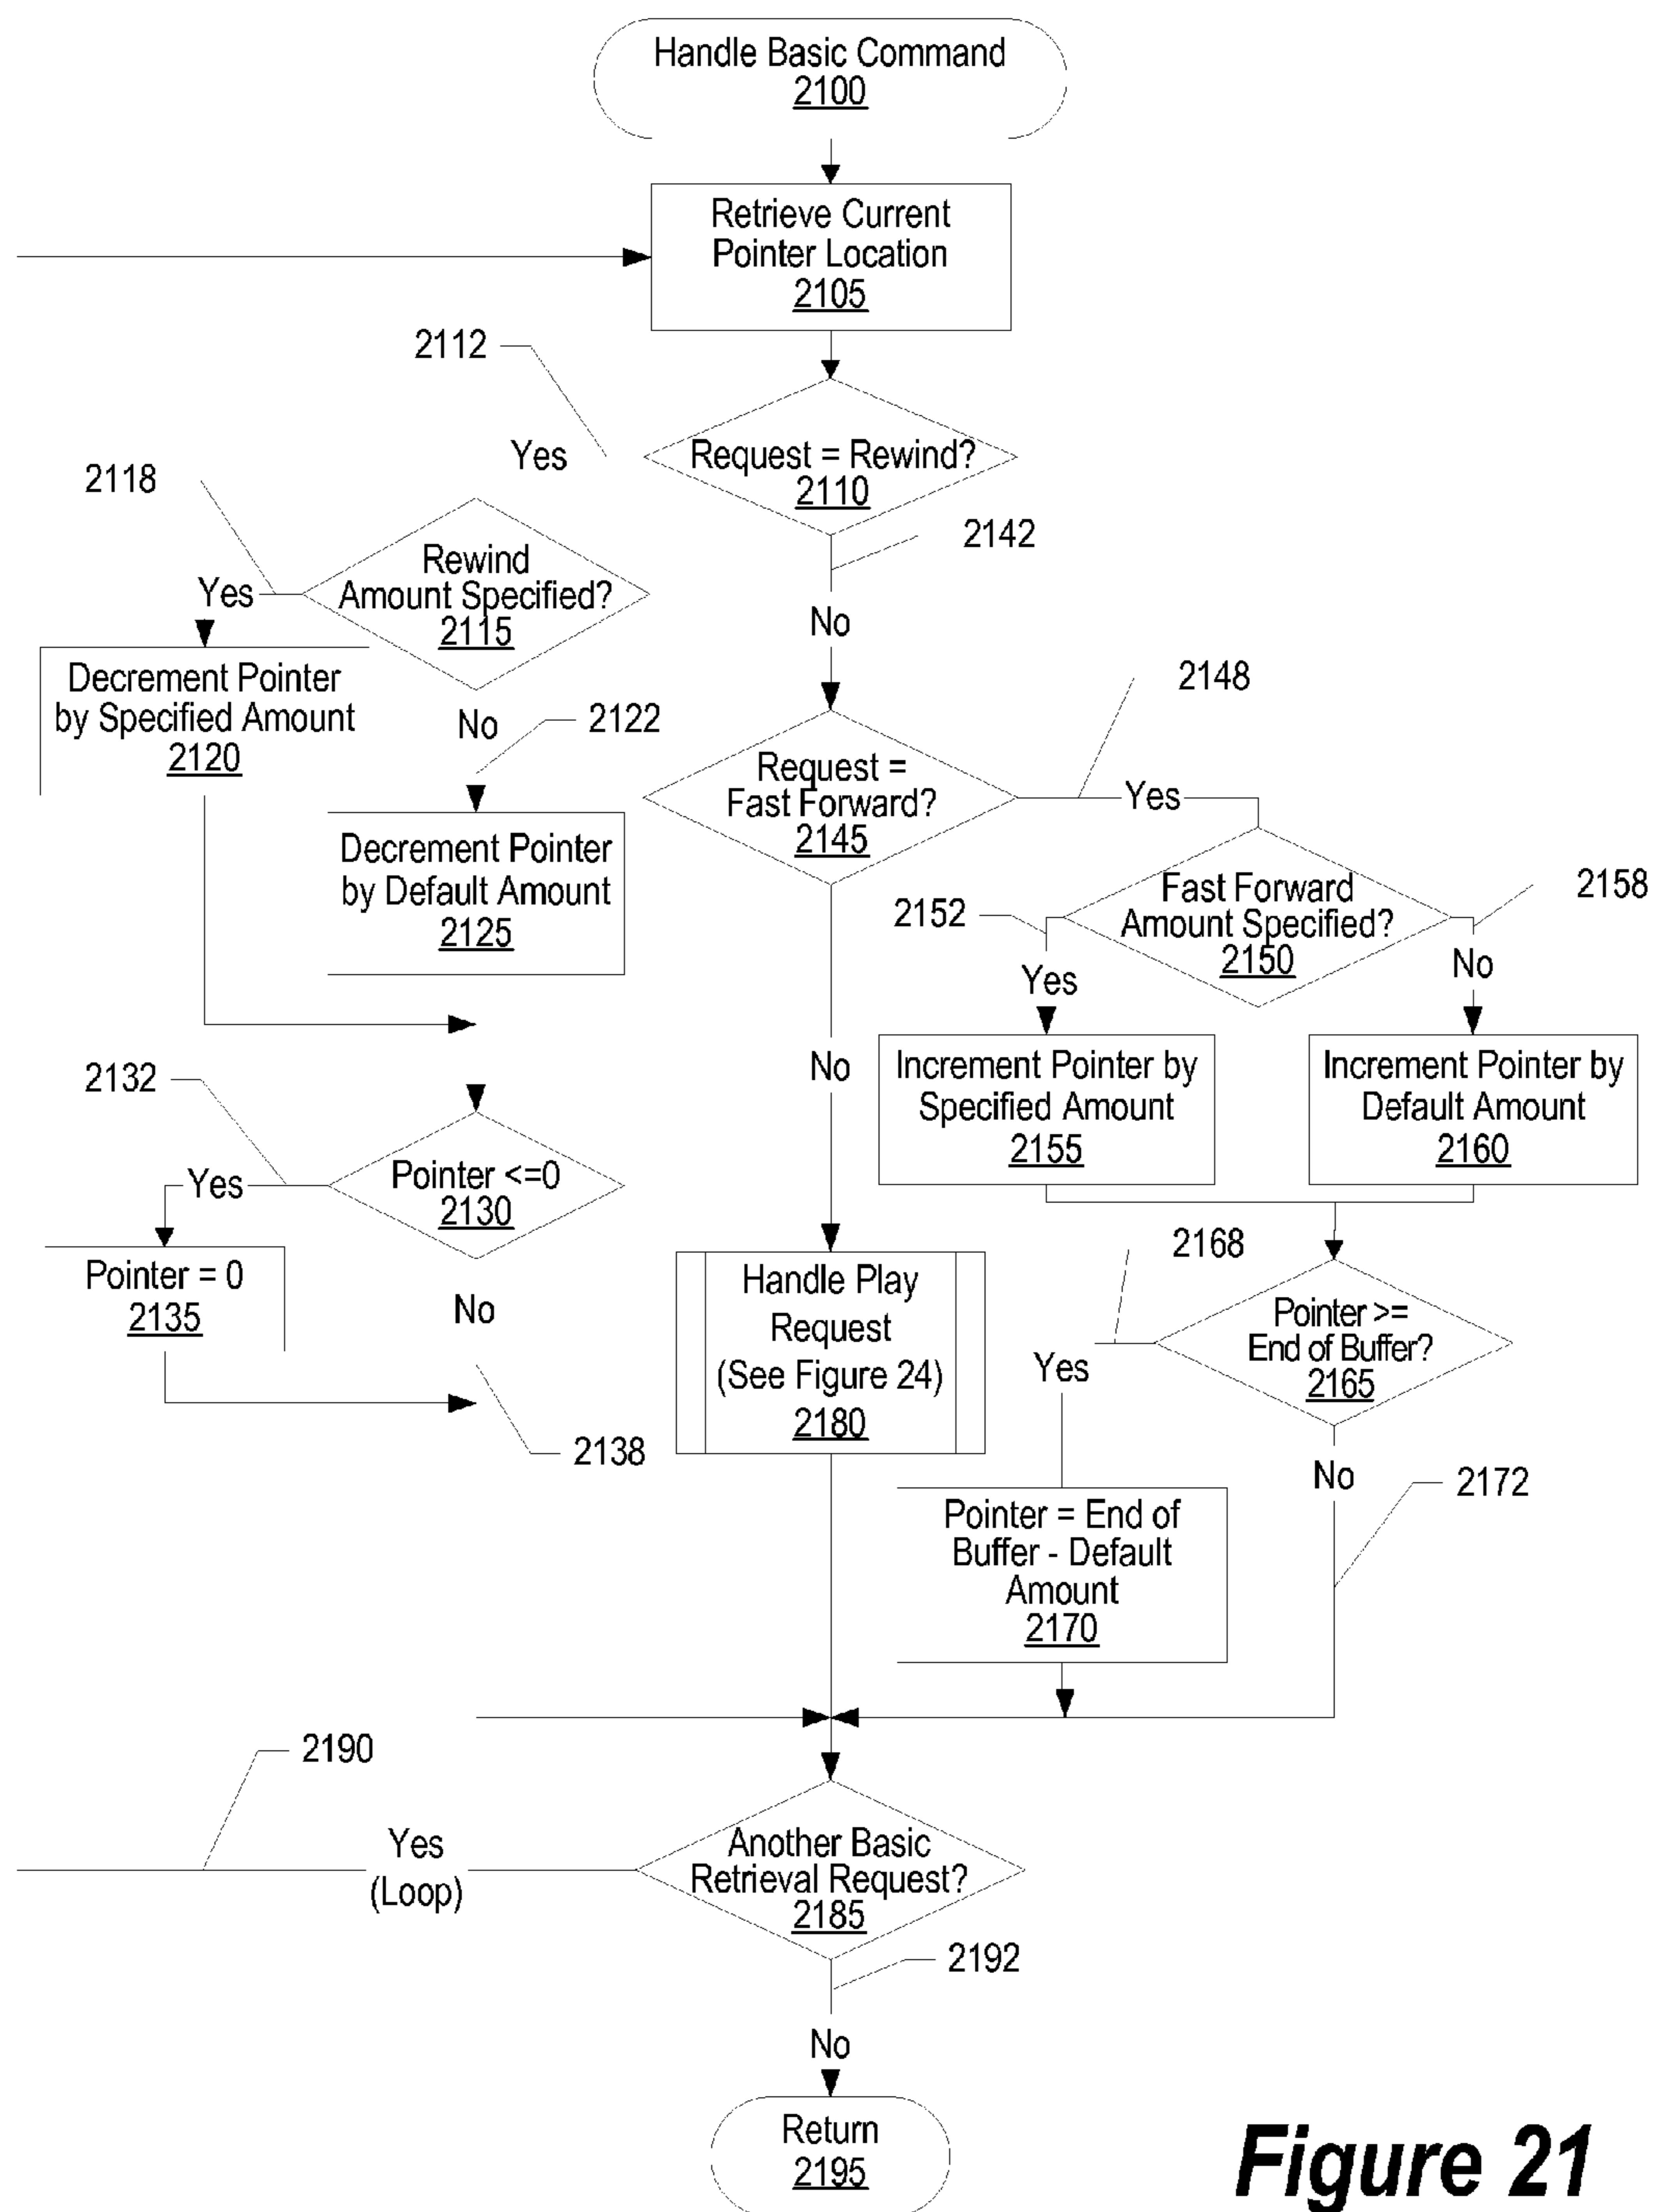 Handle Basic Command
2100
Retrieve Current
Pointer Location
2105
2112
Yes
Request = Rewind?
2110
2118
2142
Rewind
Amount Specified?
2115
Yes
No
Decrement Pointer
by Specified Amount
2120
No
2122
2148
Request =
Fast Forward?
2145
Yes
Decrement Pointer
by Default Amount
2125
2152
Fast Forward
Amount Specified?
2150
2158
Yes
No
2132
No
Increment Pointer by
Specified Amount
2155
Increment Pointer by
Default Amount
2160
Yes
Pointer <=0
2130
2168
Pointer = 0
2135
No
Handle Play
Request
(See Figure 24)
2180
Pointer >=
End of Buffer?
2165
Yes
2138
No
2172
Pointer = End of
Buffer - Default
Amount
2170
2190
Yes
(Loop)
Another Basic
Retrieval Request?
2185
2192
No
Return
2195
Figure 21